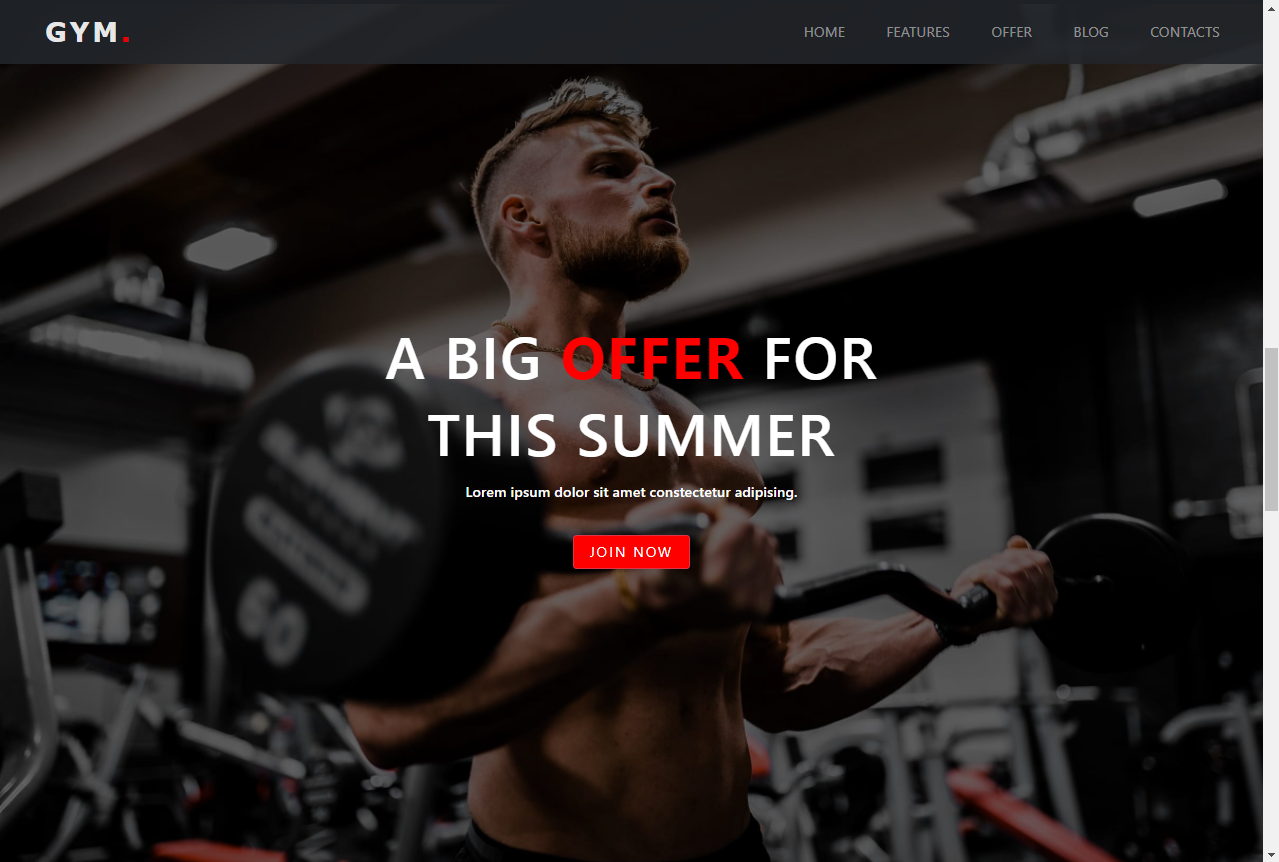 GYM.
HOME FEATURES OFFER BLOG CONTACTS
A BIG OFFER FOR
THIS SUMMER
Lorem ipsum dolor sit amet constectetur adipising.
JOIN NOW
60